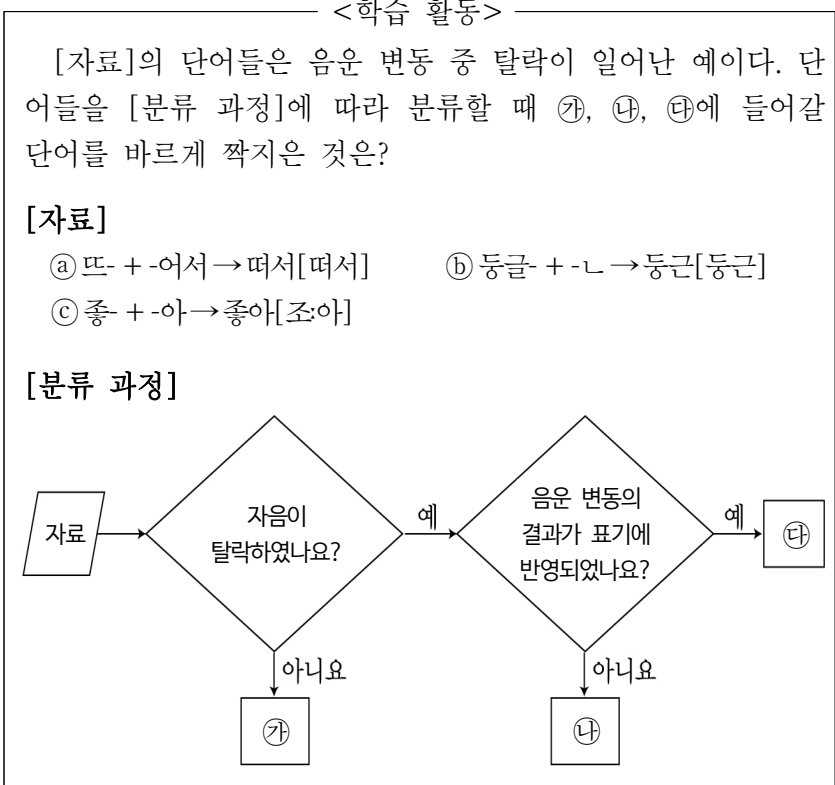 <학습 활동>
[자료]의 단어들은 음운 변동 중 탈락이 일어난 예이다. 단
어들을 [분류 과정]에 따라 분류할 때 ㉮, ㉯, ㉰에 들어갈
단어를 바르게 짝지은 것은?
[자료]
ⓐ 뜨- + -어서 → 떠서[떠서] ⓑ 둥글- + -ㄴ → 둥근[둥근]
ⓒ 좋- + -아 → 좋아[조ː아]
[분류 과정]
자료
자음이
탈락하였나요?
예
음운 변동의
결과가 표기에
반영되었나요?
예
㉰
아니요
아니요
㉮
㉯